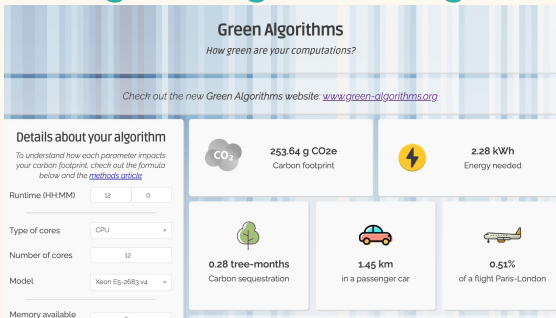 Green Algorithms
How green are your computations?
Check out the new Green Algorithms website: www.green-algorithms.org
Details about your algorithm
To understand how each parameter impacts
your carbon footprint, check out the formula
below and the methods article
Runtime (HH:MM)
12
0
Type of cores
CPU
Number of cores
12
Model
Xeon E5-2683 v4
Memory available
CO2
253.64 g CO2e
Carbon footprint
2.28 kWh
Energy needed
0.28 tree-months
Carbon sequestration
1.45 km
in a passenger car
0.51%
of a flight Paris-London